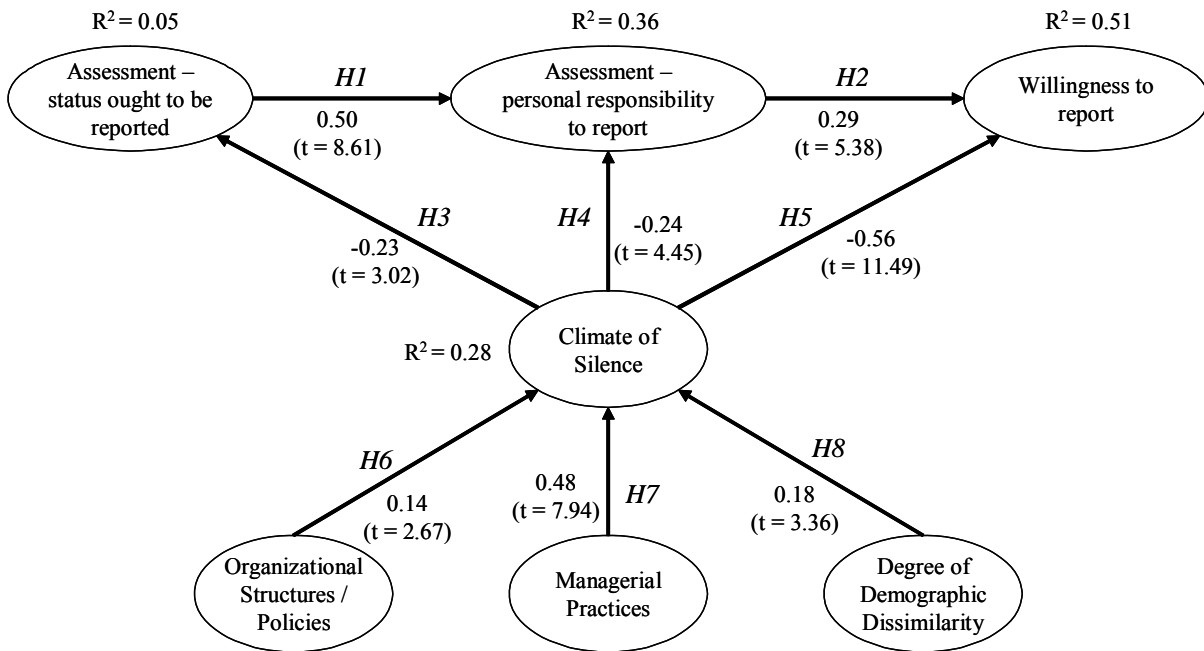 R² = 0.05
R² = 0.36
R² = 0.51
Assessment –
status ought to be
reported
H1
0.50
(t = 8.61)
Assessment –
personal responsibility
to report
H2
0.29
(t = 5.38)
Willingness to
report
H3
-0.23
(t = 3.02)
H4
-0.24
(t = 4.45)
H5
-0.56
(t = 11.49)
R² = 0.28
Climate of
Silence
H6
0.14
(t = 2.67)
0.48
(t = 7.94)
H7
H8
0.18
(t = 3.36)
Organizational
Structures /
Policies
Managerial
Practices
Degree of
Demographic
Dissimilarity